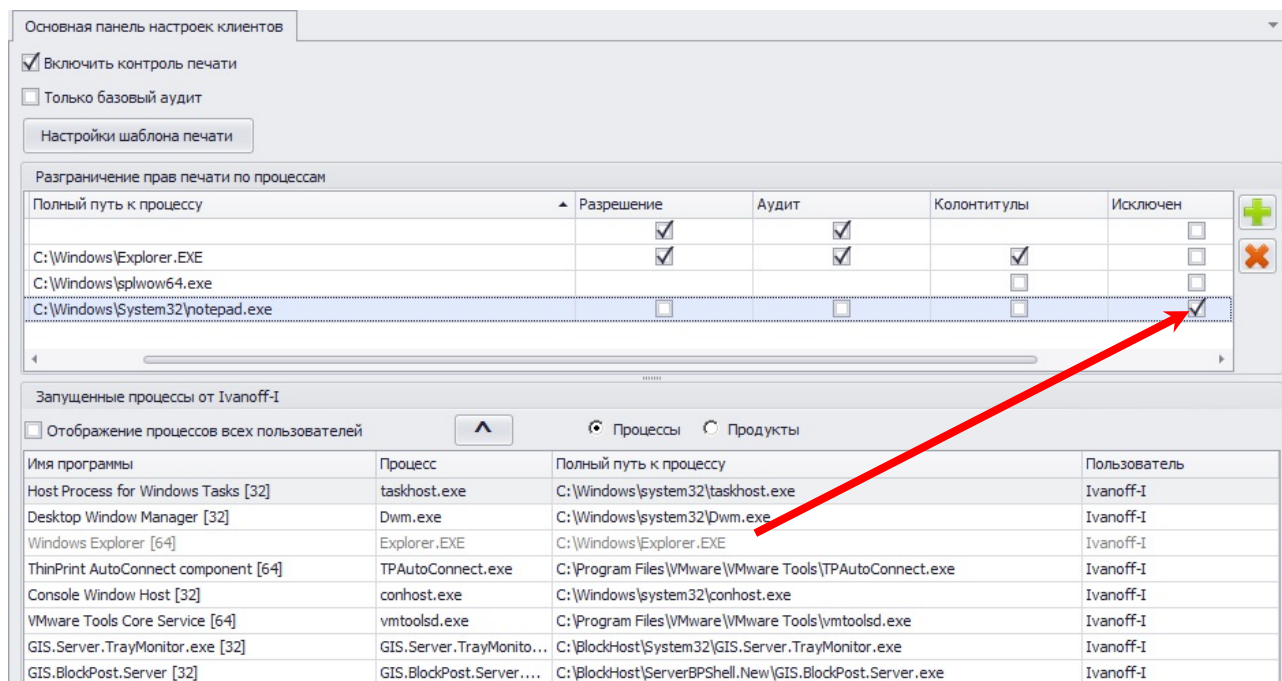 Основная панель настроек клиентов
Включить контроль печати
Только базовый аудит
Настройки шаблона печати
Разграничение прав печати по процессам
Полный путь к процессу Разрешение Аудит Колонтитулы Исключен
C:\Windows\Explorer.EXE
C:\Windows\splwow64.exe
C:\Windows\System32\notepad.exe
Запущенные процессы от Ivanoff-I
Отображение процессов всех пользователей ^ Процессы Продукты
Имя программы Процесс Полный путь к процессу Пользователь
Host Process for Windows Tasks [32] taskhost.exe C:\Windows\system32\taskhost.exe Ivanoff-I
Desktop Window Manager [32] Dwm.exe C:\Windows\system32\Dwm.exe Ivanoff-I
Windows Explorer [64] Explorer.EXE C:\Windows\Explorer.EXE Ivanoff-I
ThinPrint AutoConnect component [64] TPAutoConnect.exe C:\Program Files\VMware\VMware Tools\TPAutoConnect.exe Ivanoff-I
Console Window Host [32] conhost.exe C:\Windows\system32\conhost.exe Ivanoff-I
VMware Tools Core Service [64] vmtoolsd.exe C:\Program Files\VMware\VMware Tools\vmtoolsd.exe Ivanoff-I
GIS.Server.TrayMonitor.exe [32] GIS.Server.TrayMonito... C:\BlockHost\System32\GIS.Server.TrayMonitor.exe Ivanoff-I
GIS.BlockPost.Server [32] GIS.BlockPost.Server.... C:\BlockHost\ServerBPShell.New\GIS.BlockPost.Server.exe Ivanoff-I